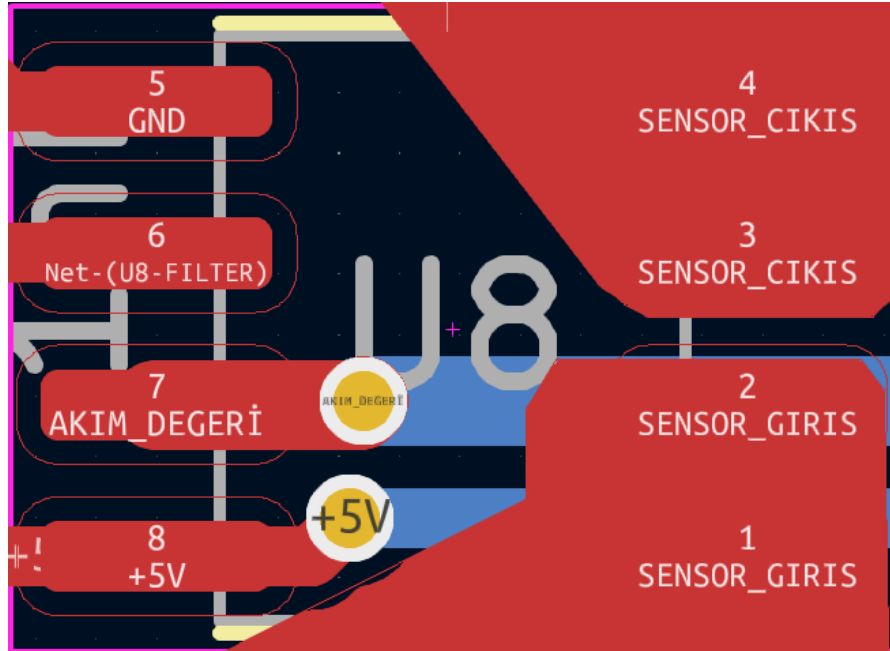 5
GND
4
SENSOR_CIKIS
6
Net-(U8-FILTER)
3
SENSOR_CIKIS
U8
7
AKIM_DEGERİ
AKIM_DEGERİ
2
SENSOR_GIRIS
+5V
8
+5V
1
SENSOR_GIRIS